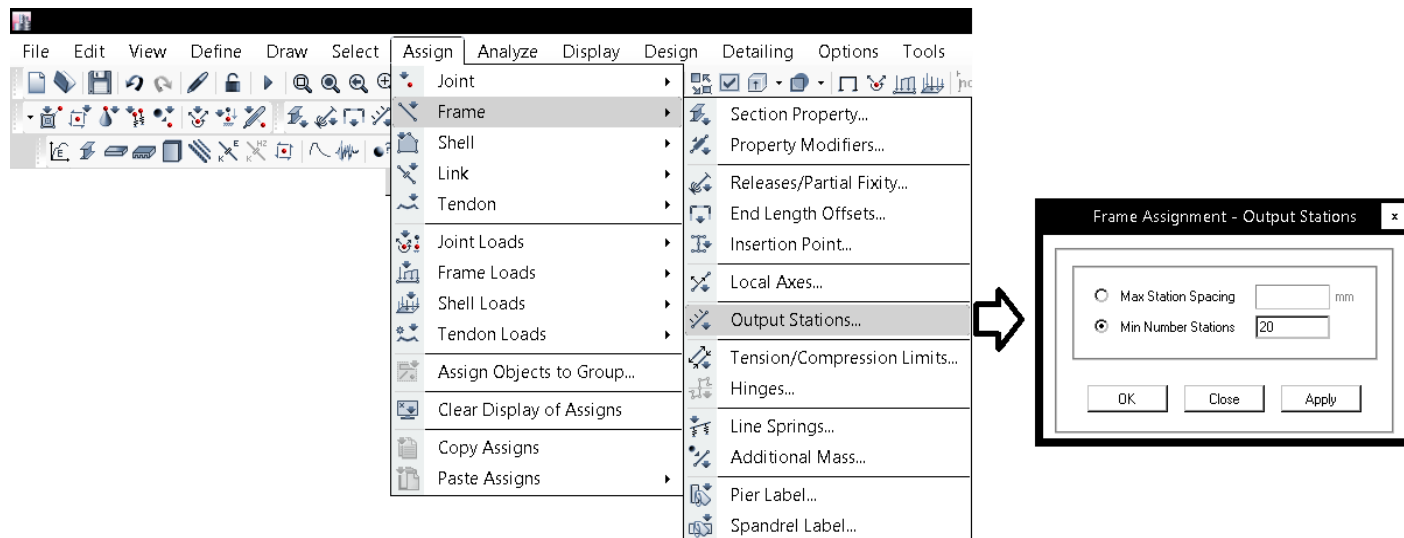 File Edit View Define Draw Select Assign Analyze Display Design Detailing Options Tools
Joint
Frame
Shell
Link
Tendon
Joint Loads
Frame Loads
Shell Loads
Tendon Loads
Assign Objects to Group...
Clear Display of Assigns
Copy Assigns
Paste Assigns
Section Property...
Property Modifiers...
Releases/Partial Fixity...
End Length Offsets...
Insertion Point...
Local Axes...
Output Stations...
Tension/Compression Limits...
Hinges...
Line Springs...
Additional Mass...
Pier Label...
Spandrel Label...
Frame Assignment - Output Stations x
Max Station Spacing mm
Min Number Stations 20
OK Close Apply